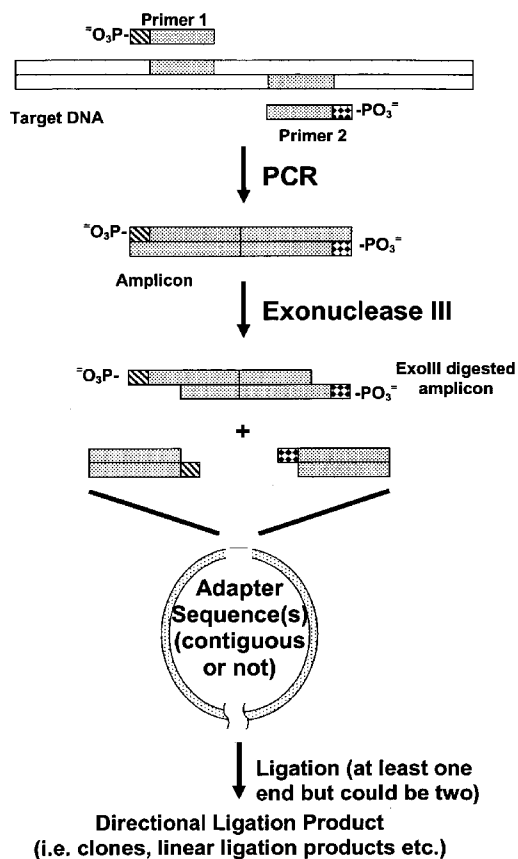 Primer 1
⁼O₃P-
Target DNA
-PO₃⁼
Primer 2
PCR
⁼O₃P-
-PO₃⁼
Amplicon
Exonuclease III
⁼O₃P-
ExoIII digested
amplicon
-PO₃⁼
+
Adapter
Sequence(s)
(contiguous
or not)
Ligation (at least one
end but could be two)
Directional Ligation Product
(i.e. clones, linear ligation products etc.)